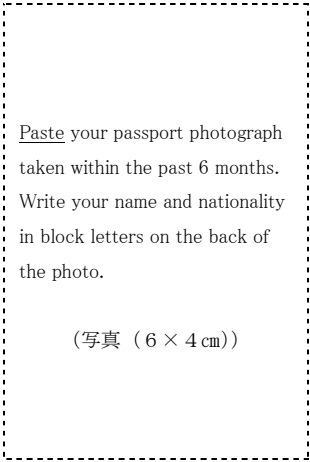 Paste your passport photograph
taken within the past 6 months.
Write your name and nationality
in block letters on the back of
the photo.
（写真（６×４㎝））